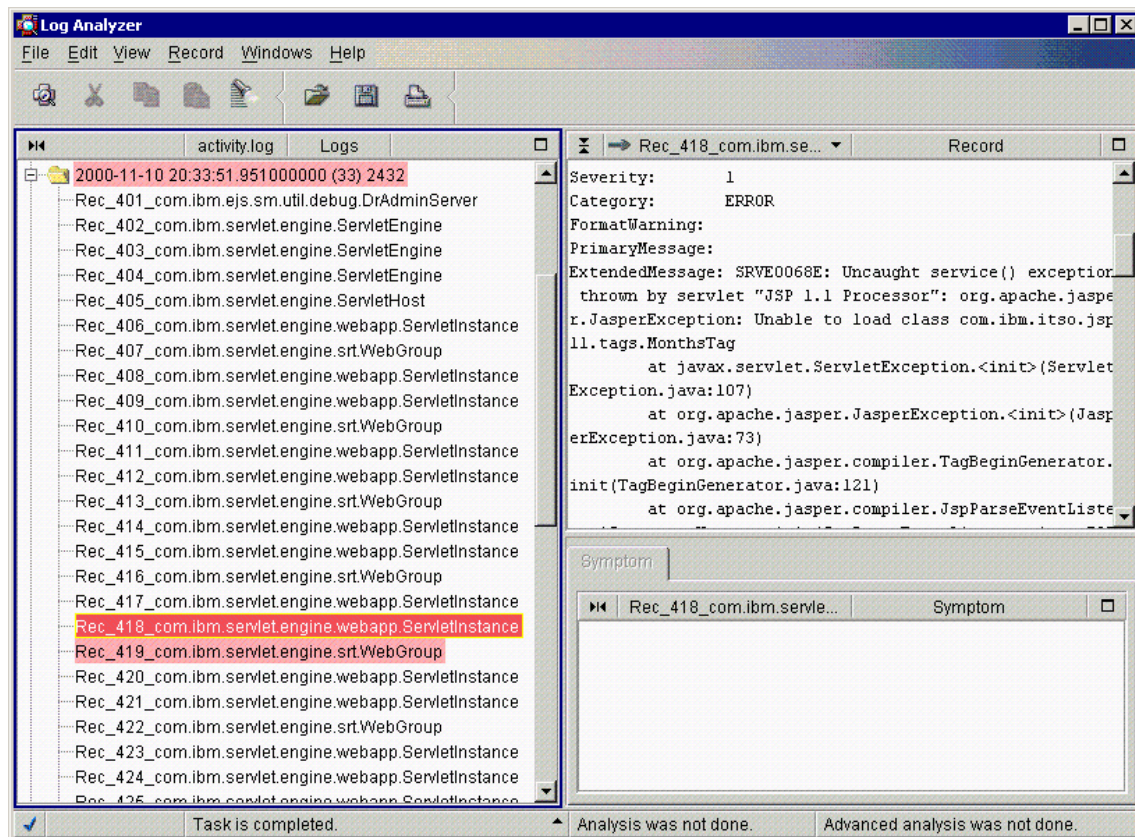 Log Analyzer
File Edit View Record Windows Help
activity.log Logs
2000-11-10 20:33:51.951000000 (33) 2432
Rec_401_com.ibm.ejs.sm.util.debug.DrAdminServer
Rec_402_com.ibm.servlet.engine.ServletEngine
Rec_403_com.ibm.servlet.engine.ServletEngine
Rec_404_com.ibm.servlet.engine.ServletEngine
Rec_405_com.ibm.servlet.engine.ServletHost
Rec_406_com.ibm.servlet.engine.webapp.ServletInstance
Rec_407_com.ibm.servlet.engine.srt.WebGroup
Rec_408_com.ibm.servlet.engine.webapp.ServletInstance
Rec_409_com.ibm.servlet.engine.webapp.ServletInstance
Rec_410_com.ibm.servlet.engine.srt.WebGroup
Rec_411_com.ibm.servlet.engine.webapp.ServletInstance
Rec_412_com.ibm.servlet.engine.webapp.ServletInstance
Rec_413_com.ibm.servlet.engine.srt.WebGroup
Rec_414_com.ibm.servlet.engine.webapp.ServletInstance
Rec_415_com.ibm.servlet.engine.webapp.ServletInstance
Rec_416_com.ibm.servlet.engine.srt.WebGroup
Rec_417_com.ibm.servlet.engine.webapp.ServletInstance
Rec_418_com.ibm.servlet.engine.webapp.ServletInstance
Rec_419_com.ibm.servlet.engine.srt.WebGroup
Rec_420_com.ibm.servlet.engine.webapp.ServletInstance
Rec_421_com.ibm.servlet.engine.webapp.ServletInstance
Rec_422_com.ibm.servlet.engine.srt.WebGroup
Rec_423_com.ibm.servlet.engine.webapp.ServletInstance
Rec_424_com.ibm.servlet.engine.webapp.ServletInstance
Rec_425_com.ibm.servlet.engine.webapp.ServletInstance
Rec_418_com.ibm.se... Record
Severity: 1
Category: ERROR
FormatWarning:
PrimaryMessage:
ExtendedMessage: SRVE0068E: Uncaught service() exception
thrown by servlet "JSP 1.1 Processor": org.apache.jaspe
r.JasperException: Unable to load class com.ibm.itso.jsp
11.tags.MonthsTag
at javax.servlet.ServletException.<init>(Servlet
Exception.java:107)
at org.apache.jasper.JasperException.<init>(Jasp
erException.java:73)
at org.apache.jasper.compiler.TagBeginGenerator.
init(TagBeginGenerator.java:121)
at org.apache.jasper.compiler.JspParseEventListe
Symptom
Rec_418_com.ibm.servle... Symptom
Task is completed. Analysis was not done. Advanced analysis was not done.